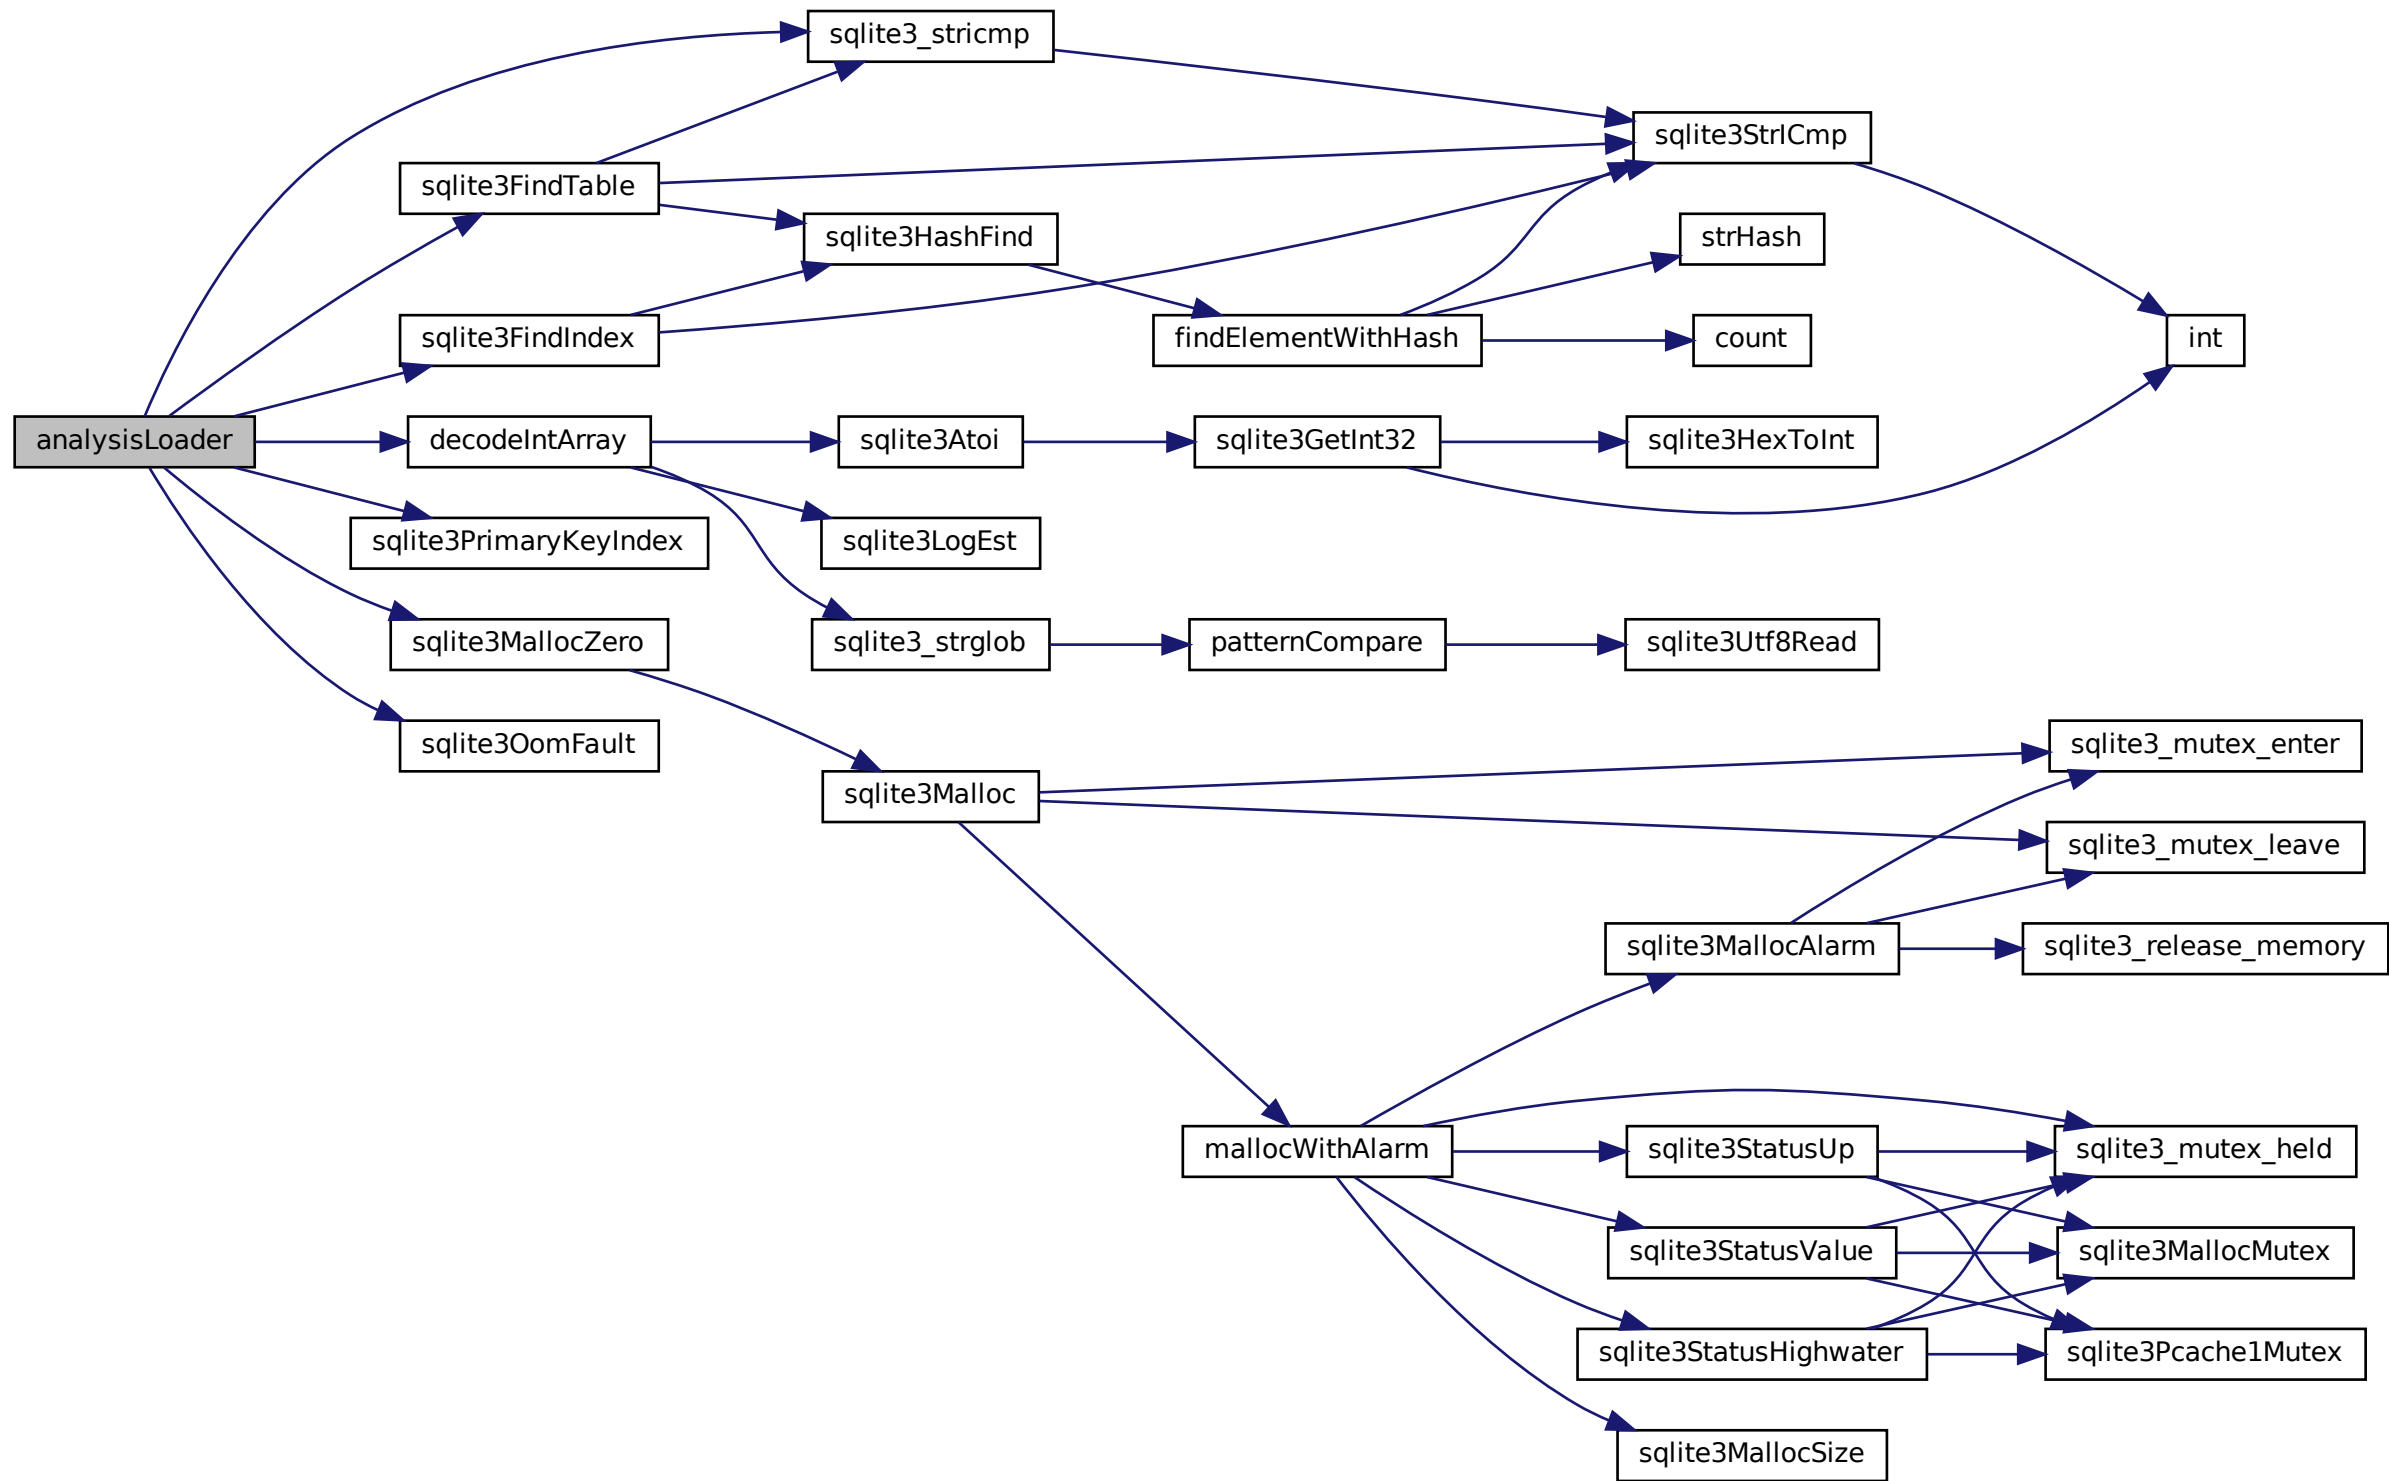 sqlite3_stricmp
sqlite3StrICmp
sqlite3FindTable
sqlite3HashFind
strHash
sqlite3FindIndex
findElementWithHash
count
int
analysisLoader
decodeIntArray
sqlite3Atoi
sqlite3GetInt32
sqlite3HexToInt
sqlite3PrimaryKeyIndex
sqlite3LogEst
sqlite3MallocZero
sqlite3_strglob
patternCompare
sqlite3Utf8Read
sqlite3OomFault
sqlite3_mutex_enter
sqlite3Malloc
sqlite3_mutex_leave
sqlite3MallocAlarm
sqlite3_release_memory
mallocWithAlarm
sqlite3StatusUp
sqlite3_mutex_held
sqlite3StatusValue
sqlite3MallocMutex
sqlite3StatusHighwater
sqlite3Pcache1Mutex
sqlite3MallocSize